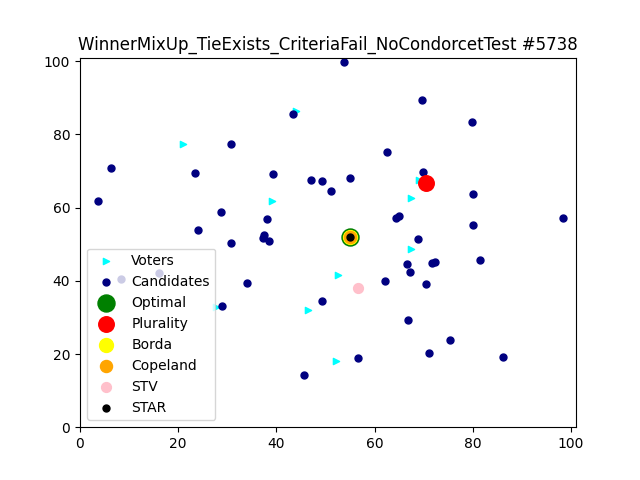 WinnerMixUp_TieExists_CriteriaFail_NoCondorcetTest #5738
100
80
60
40
20
0
Voters
Candidates
Optimal
Plurality
Borda
Copeland
STV
STAR
0 20 40 60 80 100